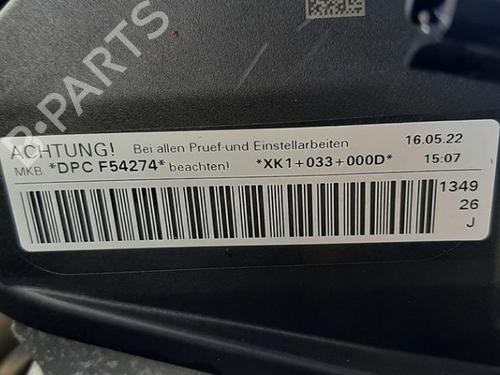 ACHTUNG! Bei allen Pruef-und Einstellarbeiten 16.05.22
MKB *DPC F54274* beachten! *XK1+033+000D* 15:07
1349
26
J
B-PARTS